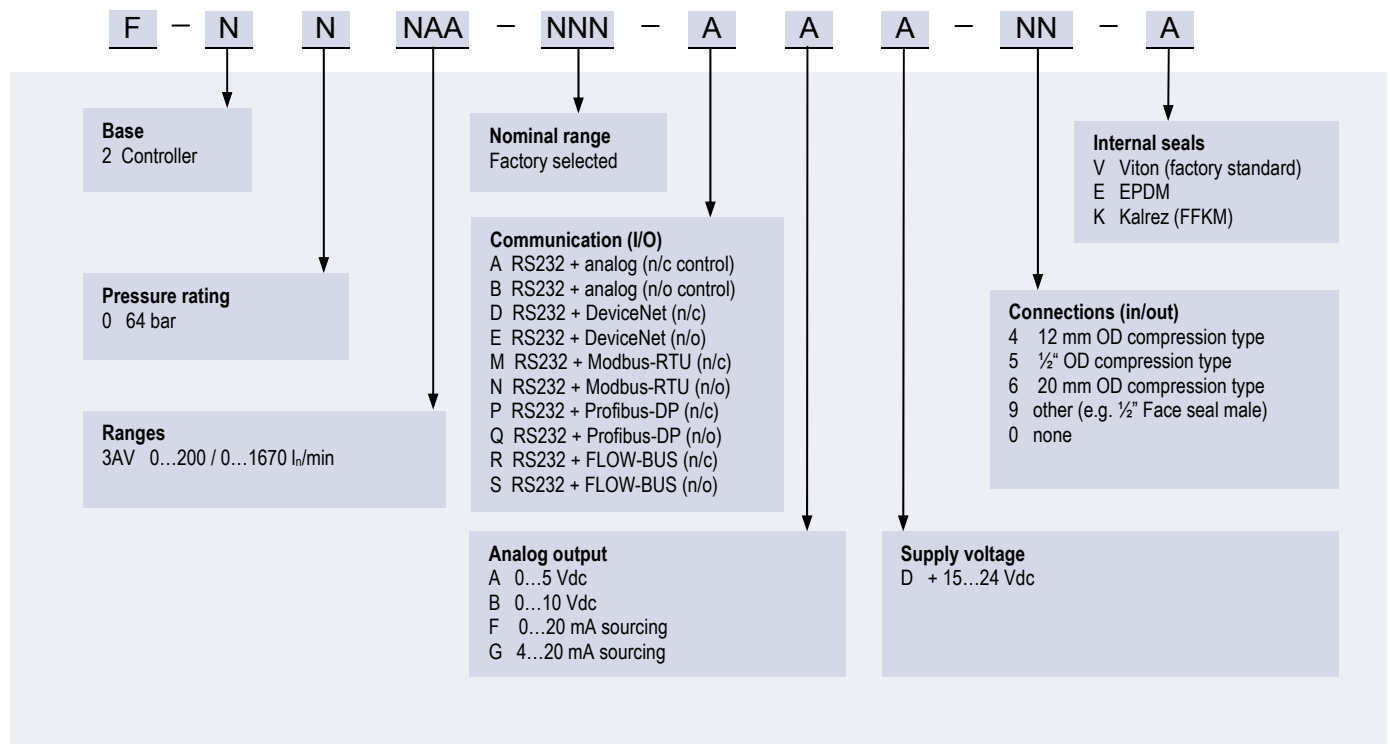 F – N N NAA – NNN – A A A – NN – A
Base
2 Controller
Pressure rating
0 64 bar
Ranges
3AV 0…200 / 0…1670 lₙ/min
Nominal range
Factory selected
Communication (I/O)
A RS232 + analog (n/c control)
B RS232 + analog (n/o control)
D RS232 + DeviceNet (n/c)
E RS232 + DeviceNet (n/o)
M RS232 + Modbus-RTU (n/c)
N RS232 + Modbus-RTU (n/o)
P RS232 + Profibus-DP (n/c)
Q RS232 + Profibus-DP (n/o)
R RS232 + FLOW-BUS (n/c)
S RS232 + FLOW-BUS (n/o)
Analog output
A 0…5 Vdc
B 0…10 Vdc
F 0…20 mA sourcing
G 4…20 mA sourcing
Supply voltage
D + 15…24 Vdc
Connections (in/out)
4 12 mm OD compression type
5 ½“ OD compression type
6 20 mm OD compression type
9 other (e.g. ½” Face seal male)
0 none
Internal seals
V Viton (factory standard)
E EPDM
K Kalrez (FFKM)